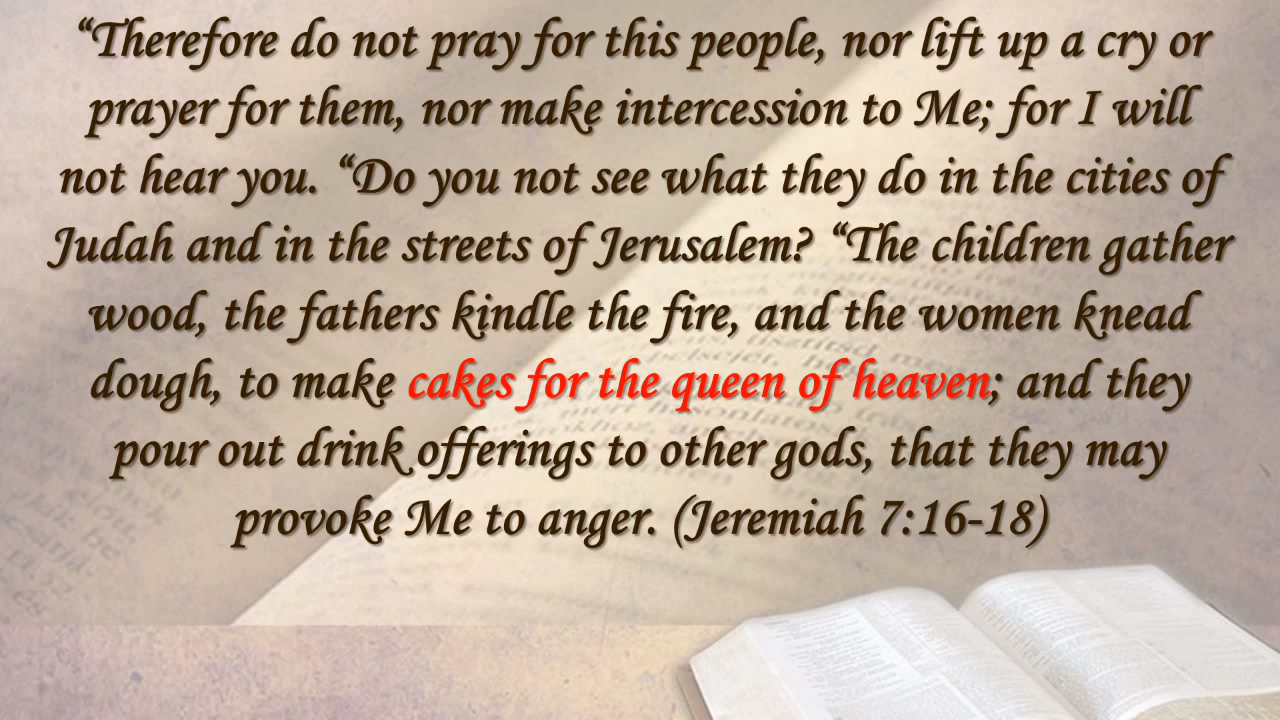 “Therefore do not pray for this people, nor lift up a cry or
prayer for them, nor make intercession to Me; for I will
not hear you. “Do you not see what they do in the cities of
Judah and in the streets of Jerusalem? “The children gather
wood, the fathers kindle the fire, and the women knead
dough, to make cakes for the queen of heaven; and they
pour out drink offerings to other gods, that they may
provoke Me to anger. (Jeremiah 7:16-18)